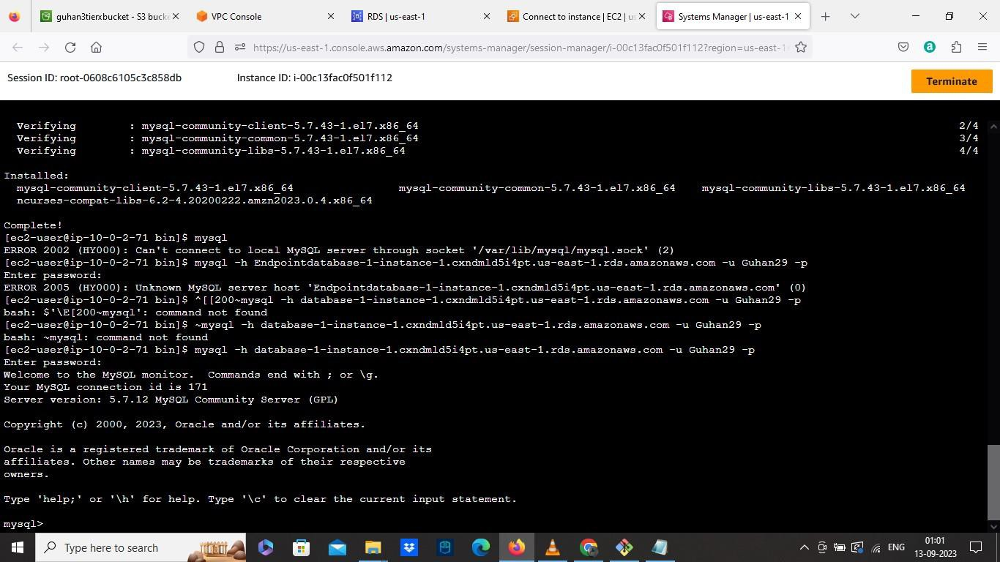 guhan3tierxbucket - S3 bucke
VPC Console
RDS | us-east-1
Connect to instance | EC2 | us
Systems Manager | us-east-1
https://us-east-1.console.aws.amazon.com/systems-manager/session-manager/i-00c13fac0f501f112?region=us-east-1
Session ID: root-0608c6105c3c858db
Instance ID: i-00c13fac0f501f112
Terminate
Verifying : mysql-community-client-5.7.43-1.el7.x86_64 2/4
Verifying : mysql-community-common-5.7.43-1.el7.x86_64 3/4
Verifying : mysql-community-libs-5.7.43-1.el7.x86_64 4/4
Installed:
mysql-community-client-5.7.43-1.el7.x86_64 mysql-community-common-5.7.43-1.el7.x86_64 mysql-community-libs-5.7.43-1.el7.x86_64
ncurses-compat-libs-6.2-4.20200222.amzn2023.0.4.x86_64
Complete!
[ec2-user@ip-10-0-2-71 bin]$ mysql
ERROR 2002 (HY000): Can't connect to local MySQL server through socket '/var/lib/mysql/mysql.sock' (2)
[ec2-user@ip-10-0-2-71 bin]$ mysql -h Endpointdatabase-1-instance-1.cxndmld5i4pt.us-east-1.rds.amazonaws.com -u Guhan29 -p
Enter password:
ERROR 2005 (HY000): Unknown MySQL server host 'Endpointdatabase-1-instance-1.cxndmld5i4pt.us-east-1.rds.amazonaws.com' (0)
[ec2-user@ip-10-0-2-71 bin]$ ^[[200~mysql -h database-1-instance-1.cxndmld5i4pt.us-east-1.rds.amazonaws.com -u Guhan29 -p
bash: $'\E[200~mysql': command not found
[ec2-user@ip-10-0-2-71 bin]$ ~mysql -h database-1-instance-1.cxndmld5i4pt.us-east-1.rds.amazonaws.com -u Guhan29 -p
bash: ~mysql: command not found
[ec2-user@ip-10-0-2-71 bin]$ mysql -h database-1-instance-1.cxndmld5i4pt.us-east-1.rds.amazonaws.com -u Guhan29 -p
Enter password:
Welcome to the MySQL monitor.  Commands end with ; or \g.
Your MySQL connection id is 171
Server version: 5.7.12 MySQL Community Server (GPL)
Copyright (c) 2000, 2023, Oracle and/or its affiliates.
Oracle is a registered trademark of Oracle Corporation and/or its
affiliates. Other names may be trademarks of their respective
owners.
Type 'help;' or '\h' for help. Type '\c' to clear the current input statement.
mysql>
Type here to search
ENG
01:01
13-09-2023